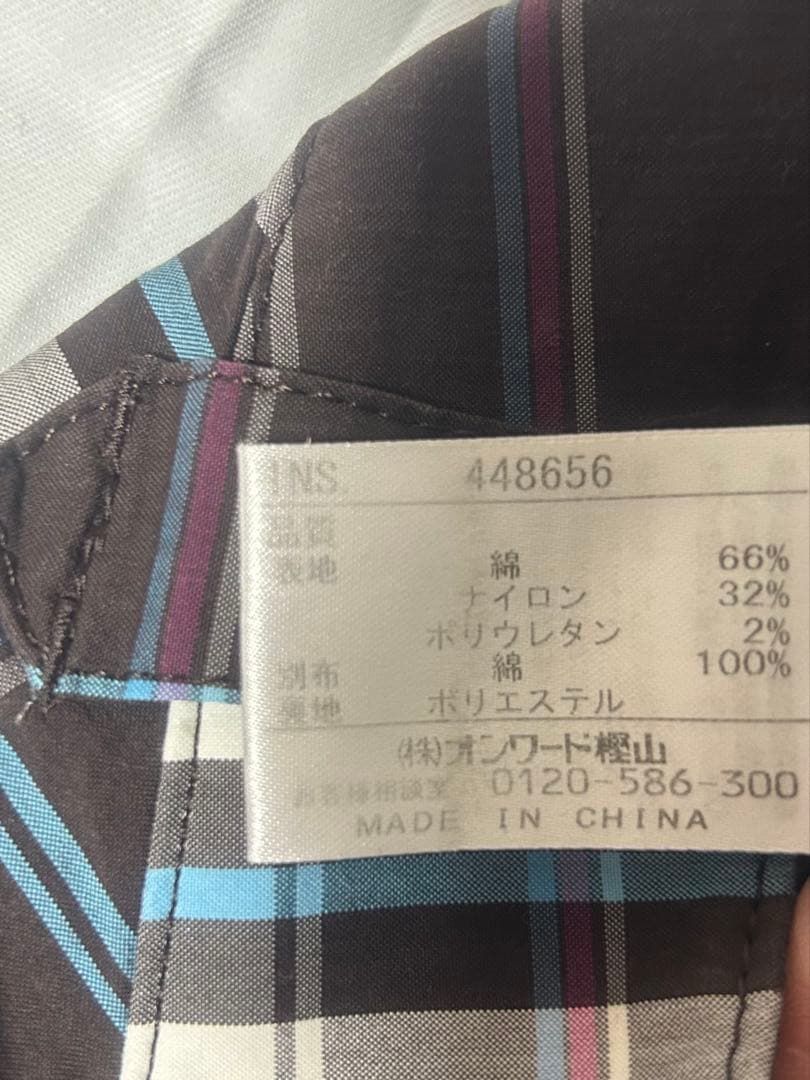 INS. 448656
品質
表地 綿 66%
ナイロン 32%
ポリウレタン 2%
別布 綿 100%
裏地 ポリエステル
(株)オンワード樫山
お客様相談室 0120-586-300
MADE IN CHINA